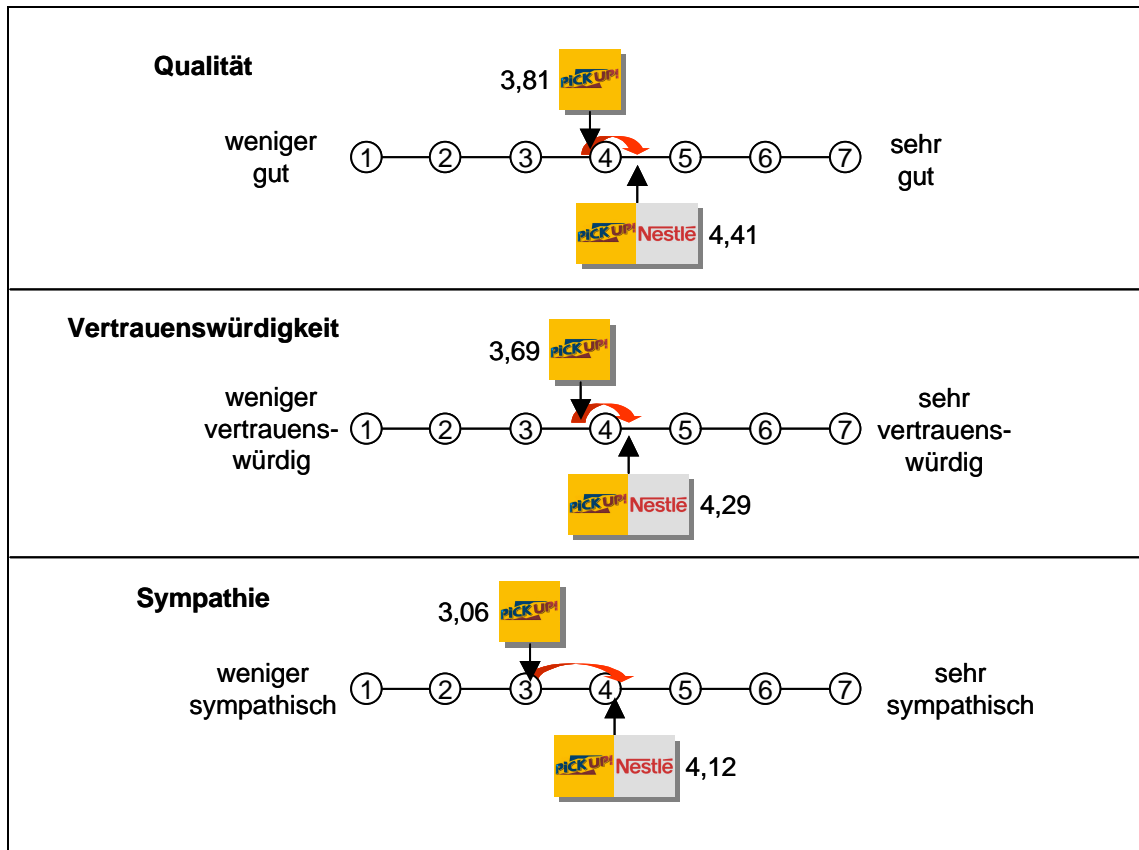 Qualität
3,81
PiCK UP!
weniger
gut
1 2 3 4 5 6 7
sehr
gut
PiCK UP! Nestlé 4,41
Vertrauenswürdigkeit
3,69
PiCK UP!
weniger
vertrauens-
würdig
1 2 3 4 5 6 7
sehr
vertrauens-
würdig
PiCK UP! Nestlé 4,29
Sympathie
3,06
PiCK UP!
weniger
sympathisch
1 2 3 4 5 6 7
sehr
sympathisch
PiCK UP! Nestlé 4,12